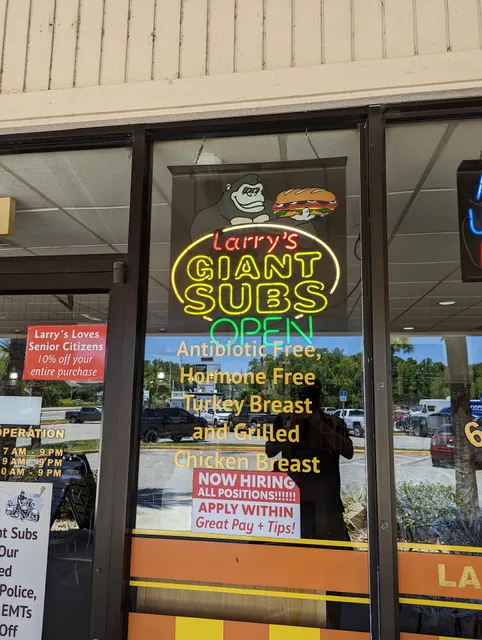 Larry's
GIANT
SUBS
OPEN
Antibiotic Free,
Hormone Free
Turkey Breast
and Grilled
Chicken Breast
NOW HIRING
ALL POSITIONS!!!!!!
APPLY WITHIN
Great Pay + Tips!
Larry's Loves
Senior Citizens
10% off your
entire purchase
OPERATION
7 AM - 9 PM
9 AM - 9 PM
0 AM - 9 PM
nt Subs
Our
ed
Police,
EMTs
Off
6
LA